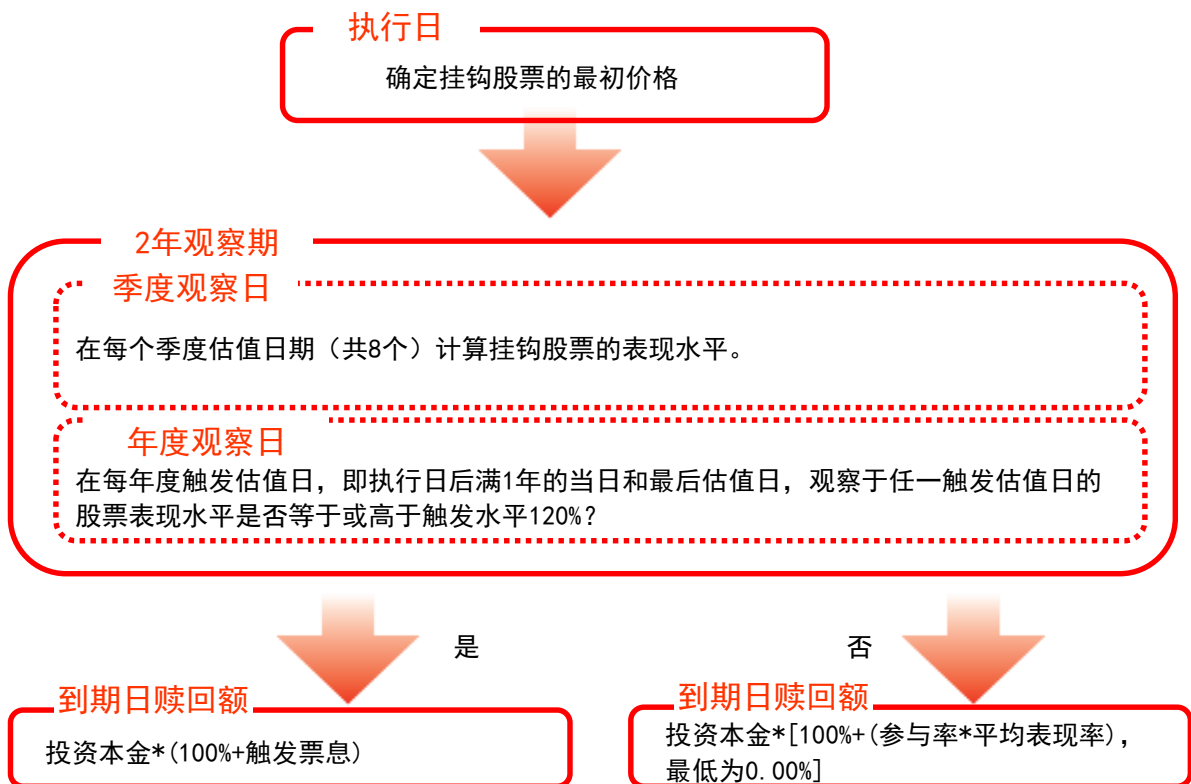 执行日
确定挂钩股票的最初价格
2年观察期
季度观察日
在每个季度估值日期（共8个）计算挂钩股票的表现水平。
年度观察日
在每年度触发估值日，即执行日后满1年的当日和最后估值日，观察于任一触发估值日的
股票表现水平是否等于或高于触发水平120%？
是
否
到期日赎回额
投资本金*(100%+触发票息)
到期日赎回额
投资本金*[100%+(参与率*平均表现率)，
最低为0.00%]